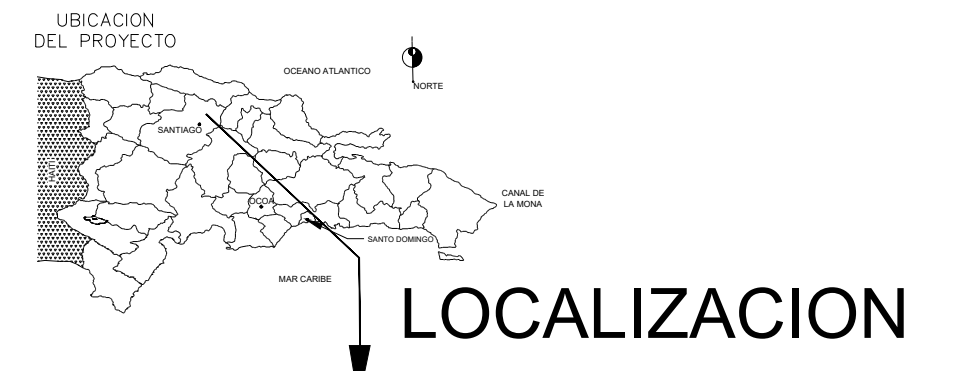 UBICACION
DEL PROYECTO
OCEANO ATLANTICO
NORTE
SANTIAGO
HAITI
OCOA
CANAL DE
LA MONA
SANTO DOMINGO
MAR CARIBE
LOCALIZACION